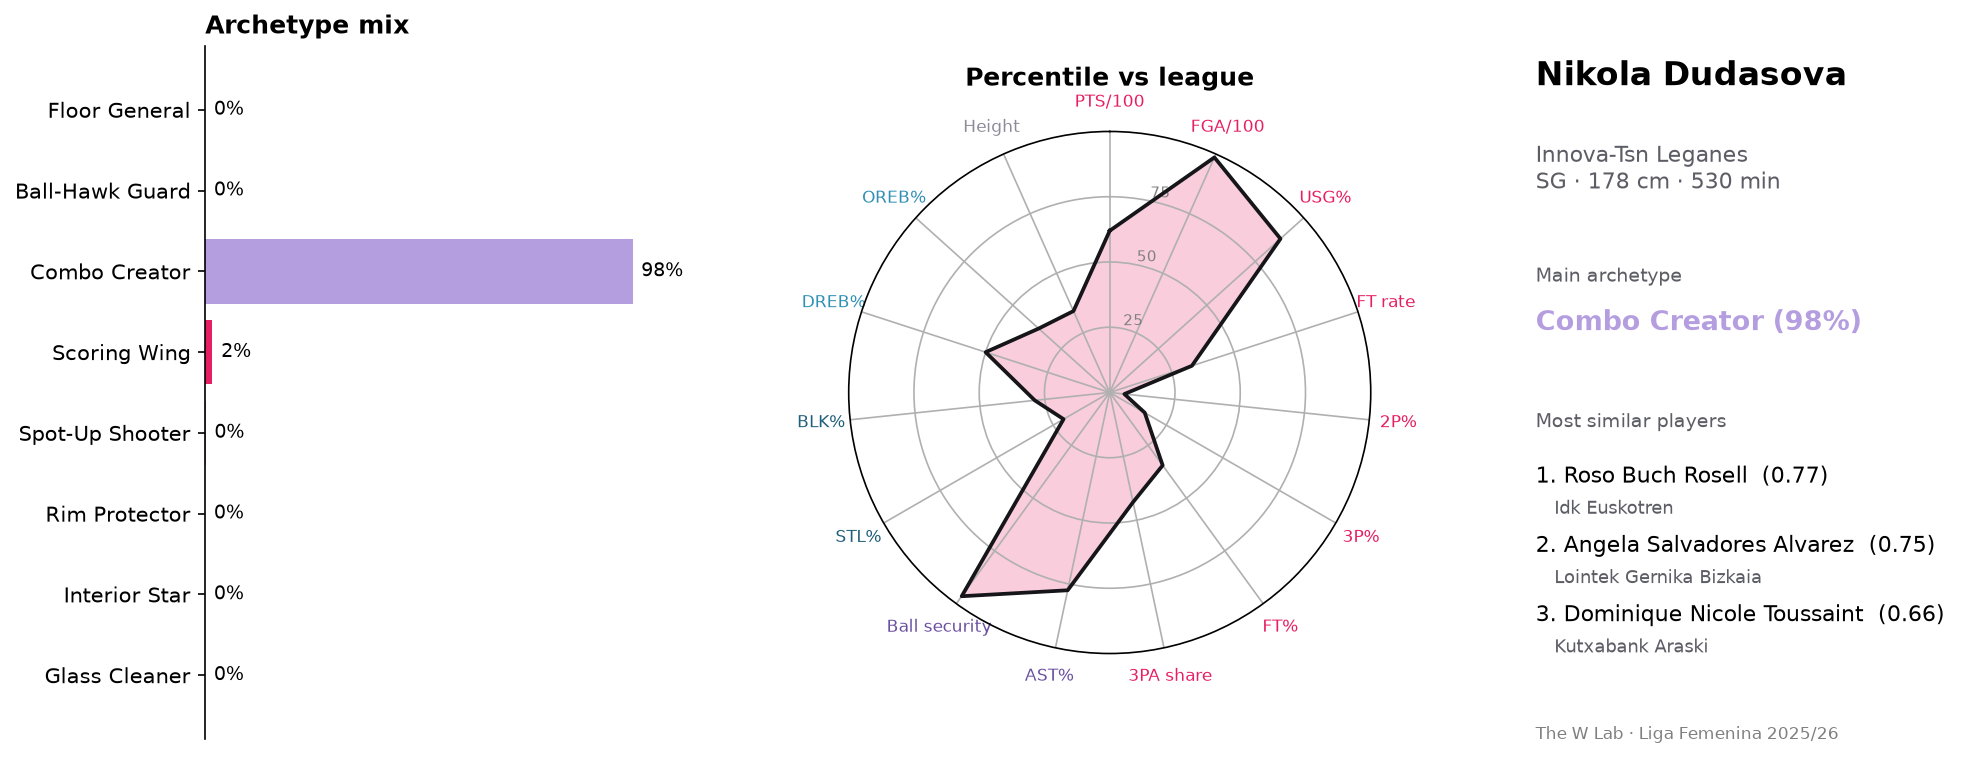 Archetype mix
Floor General 0%
Ball-Hawk Guard 0%
Combo Creator 98%
Scoring Wing 2%
Spot-Up Shooter 0%
Rim Protector 0%
Interior Star 0%
Glass Cleaner 0%
Percentile vs league
PTS/100
FGA/100
USG%
FT rate
2P%
3P%
FT%
3PA share
AST%
Ball security
STL%
BLK%
DREB%
OREB%
Height
75
50
25
Nikola Dudasova
Innova-Tsn Leganes
SG · 178 cm · 530 min
Main archetype
Combo Creator (98%)
Most similar players
1. Roso Buch Rosell (0.77)
Idk Euskotren
2. Angela Salvadores Alvarez (0.75)
Lointek Gernika Bizkaia
3. Dominique Nicole Toussaint (0.66)
Kutxabank Araski
The W Lab · Liga Femenina 2025/26